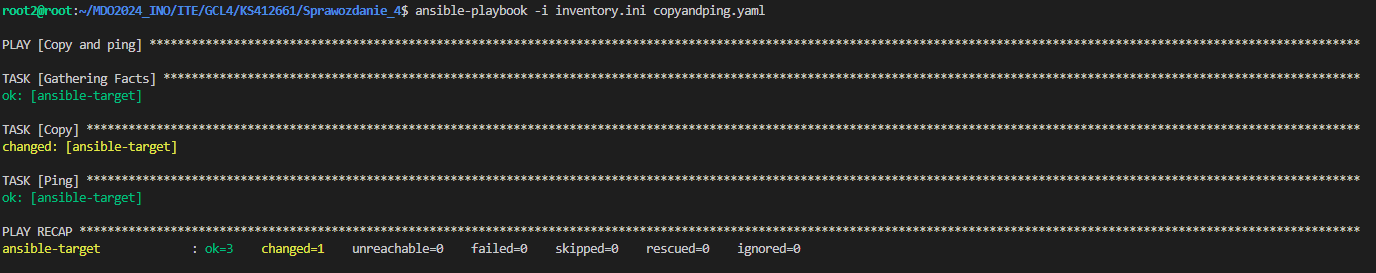 root2@root:~/MDO2024_INO/ITE/GCL4/KS412661/Sprawozdanie_4$ ansible-playbook -i inventory.ini copyandping.yaml
PLAY [Copy and ping] ****************************************************************************************************************************************************************************
TASK [Gathering Facts] **************************************************************************************************************************************************************************
ok: [ansible-target]
TASK [Copy] *************************************************************************************************************************************************************************************
changed: [ansible-target]
TASK [Ping] *************************************************************************************************************************************************************************************
ok: [ansible-target]
PLAY RECAP **************************************************************************************************************************************************************************************
ansible-target             : ok=3    changed=1    unreachable=0    failed=0    skipped=0    rescued=0    ignored=0